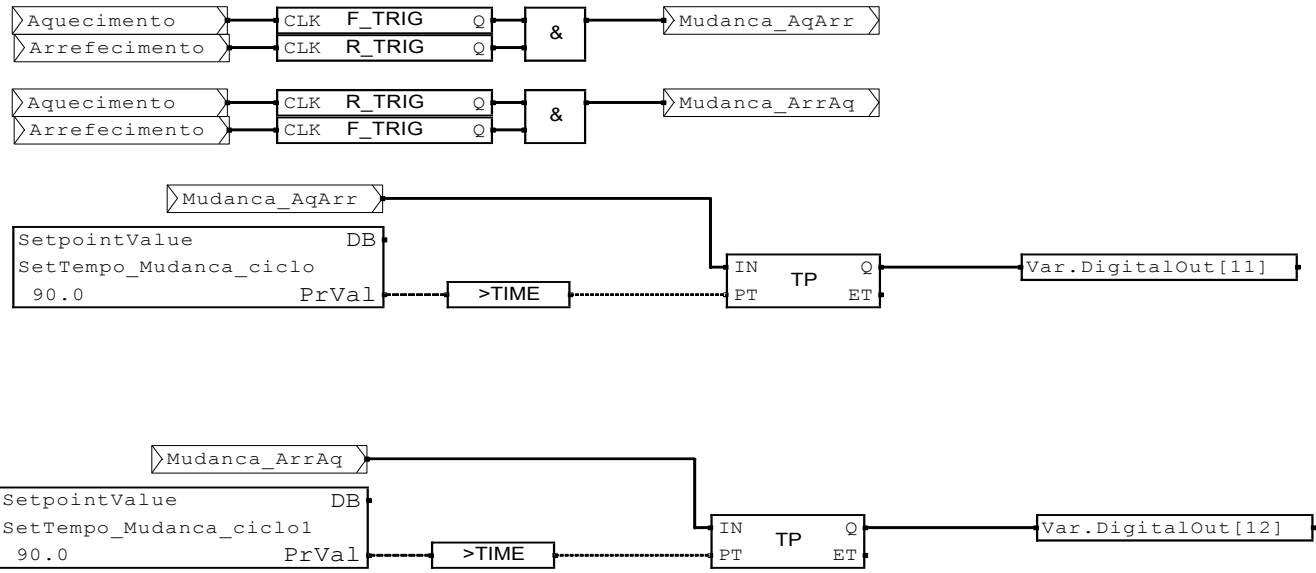 Aquecimento CLK F_TRIG Q & Mudanca_AqArr
Arrefecimento CLK R_TRIG Q
Aquecimento CLK R_TRIG Q & Mudanca_ArrAq
Arrefecimento CLK F_TRIG Q
Mudanca_AqArr
SetpointValue DB
SetTempo_Mudanca_ciclo IN TP Q Var.DigitalOut[11]
90.0 PrVal >TIME PT ET
Mudanca_ArrAq
SetpointValue DB
SetTempo_Mudanca_ciclo1 IN TP Q Var.DigitalOut[12]
90.0 PrVal >TIME PT ET